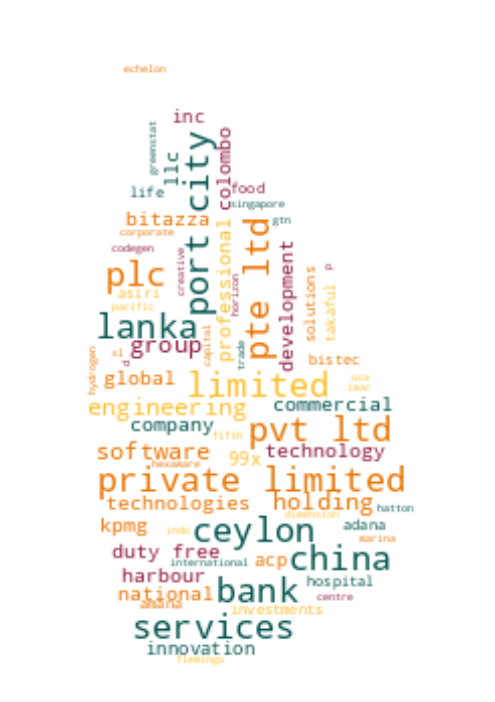 echelon
inc
greenstat
llc
port city
colombo
life
food
singapore
bitazza
gtn
corporate
professional
pte ltd
codegen
creative
development
plc
horizon
solutions
p
asiri
takaful
pacific
lanka
group
capital
trade
sl
d
hydrogen
bistec
global
limited
usa
imar
engineering
commercial
company
fifth
pvt ltd
software
99x
technology
hexaware
private limited
technologies
holding
hatton
dimension
kpmg
indo
ceylon
adana
marina
duty free
international
acp
china
harbour
hospital
national
bank
centre
amana
investments
services
innovation
flemingo